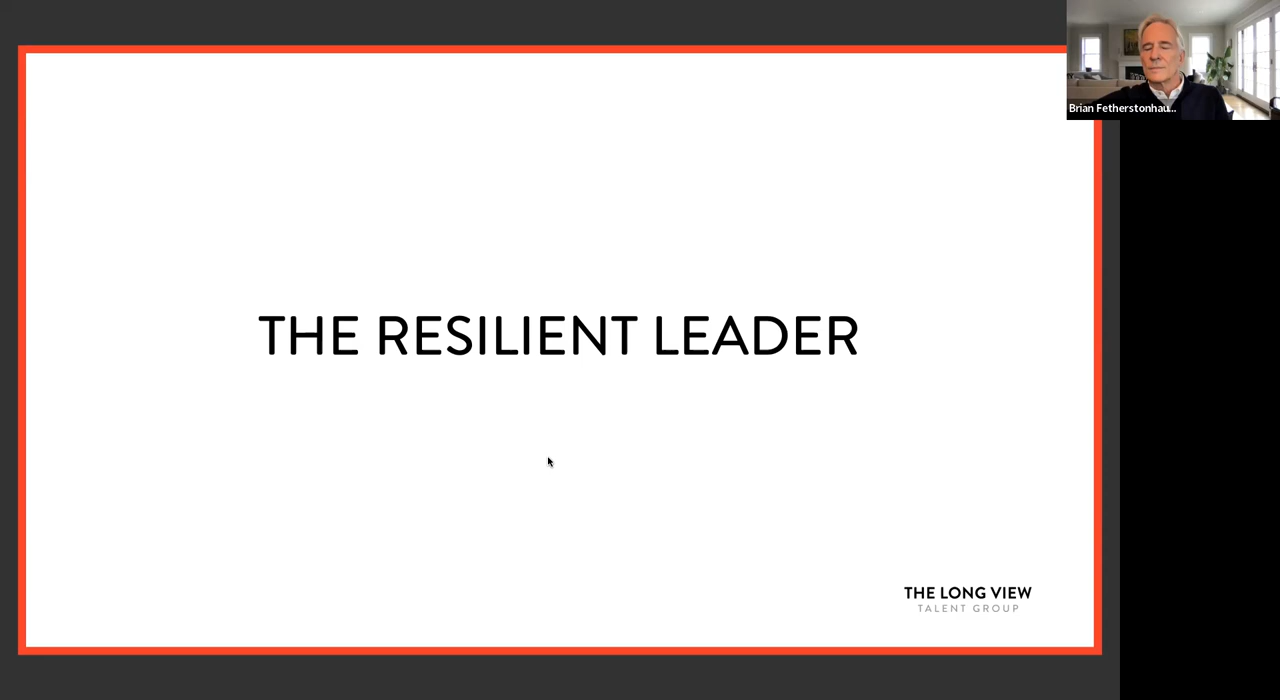 Brian Fetherstonhau...
THE RESILIENT LEADER
THE LONG VIEW
TALENT GROUP